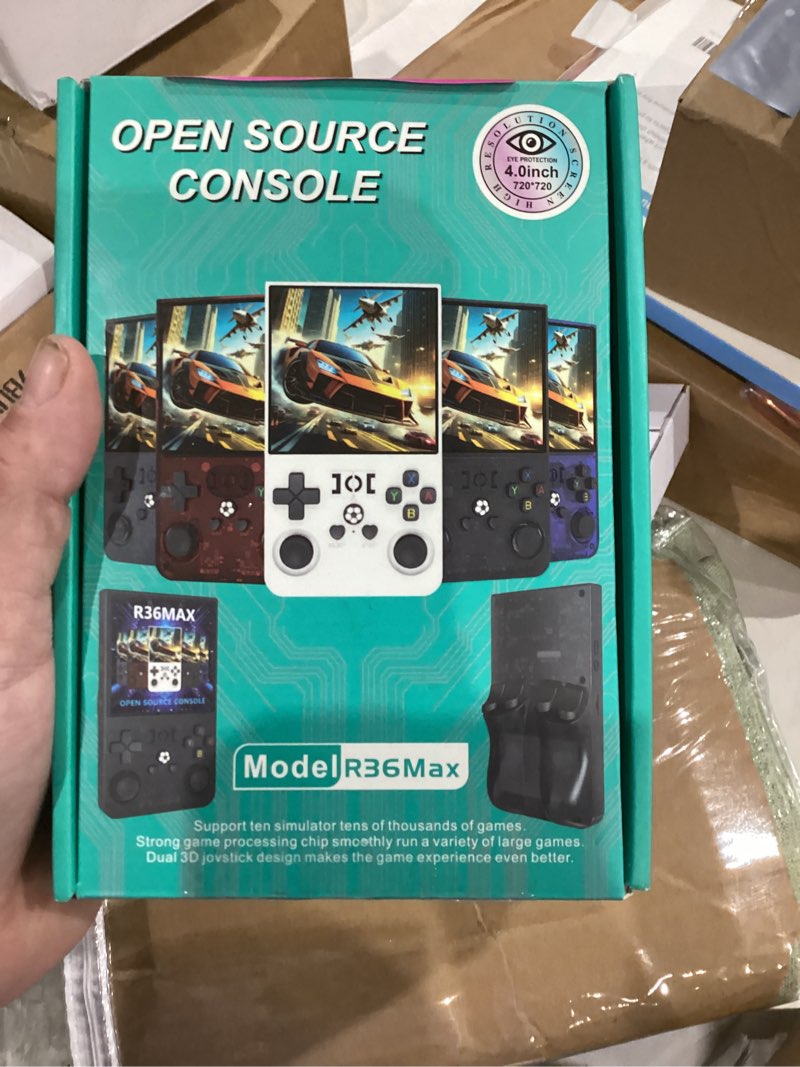 OPEN SOURCE
CONSOLE
HIGH RESOLUTION SCREEN
EYE PROTECTION
4.0inch
720*720
X
Y
A
B
Y
X
Y
A
B
X
Y
B
R36MAX
OPEN SOURCE CONSOLE
B
Model R36Max
Support ten simulator tens of thousands of games.
Strong game processing chip smoothly run a variety of large games.
Dual 3D joystick design makes the game experience even better.